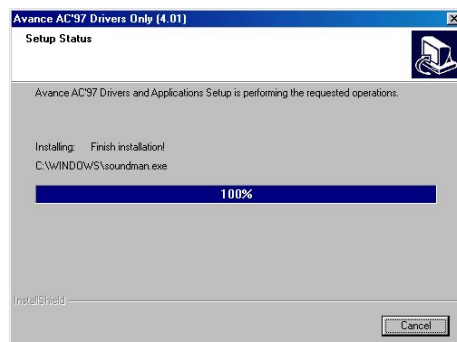 Avance AC'97 Drivers Only (4.01)
Setup Status
Avance AC'97 Drivers and Applications Setup is performing the requested operations.
Installing: Finish installation!
C:\WINDOWS\soundman.exe
100%
InstallShield
Cancel